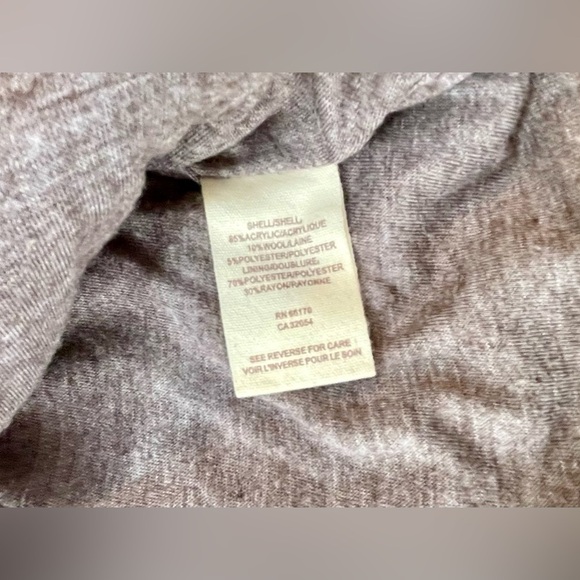 SHELL/SHELL:
85%ACRYLIC/ACRYLIQUE
10%WOOL/LAINE
5%POLYESTER/POLYESTER
LINING/DOUBLURE:
70%POLYESTER/POLYESTER
30%RAYON/RAYONNE
RN 66170
CA 32054
SEE REVERSE FOR CARE
VOIR L'INVERSE POUR LE SOIN